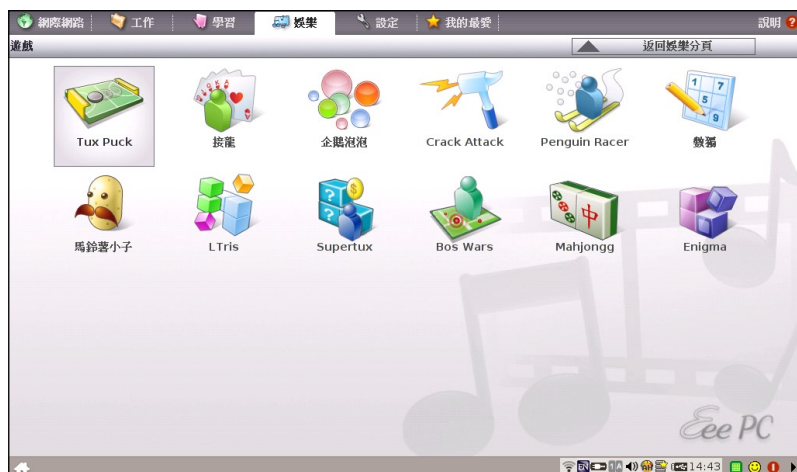 網際網路 工作 學習 娛樂 設定 我的最愛 說明
遊戲 返回娛樂分頁
Tux Puck 接龍 企鵝泡泡 Crack Attack Penguin Racer 數獨
馬鈴薯小子 LTris Supertux Bos Wars Mahjongg Enigma
Eee PC
14:43